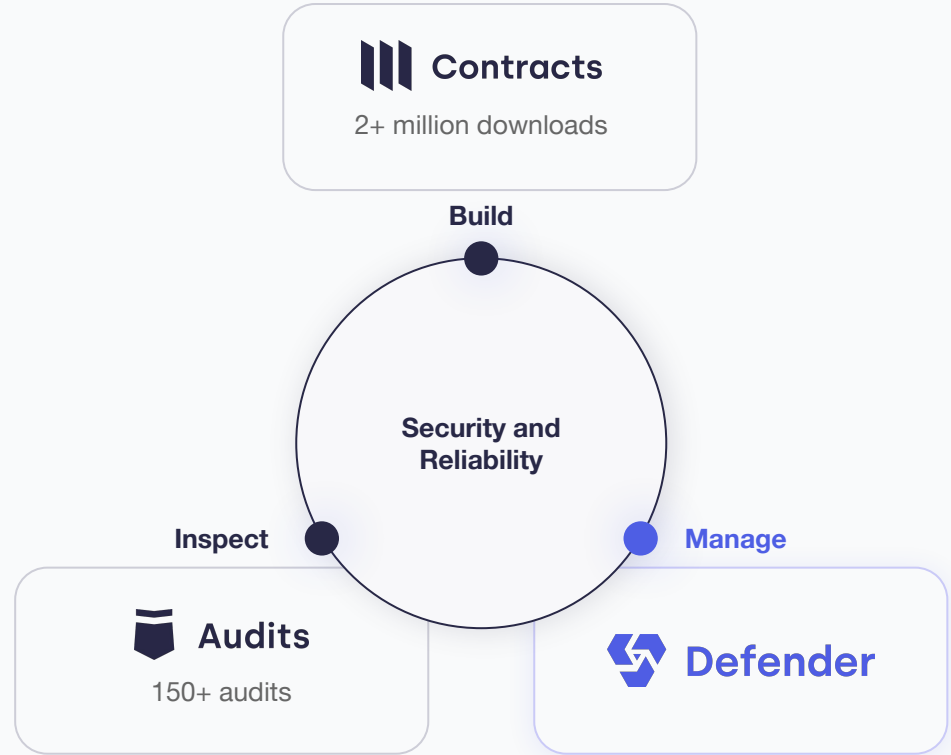 Contracts
2+ million downloads
Build
Security and
Reliability
Inspect
Manage
Audits
150+ audits
Defender